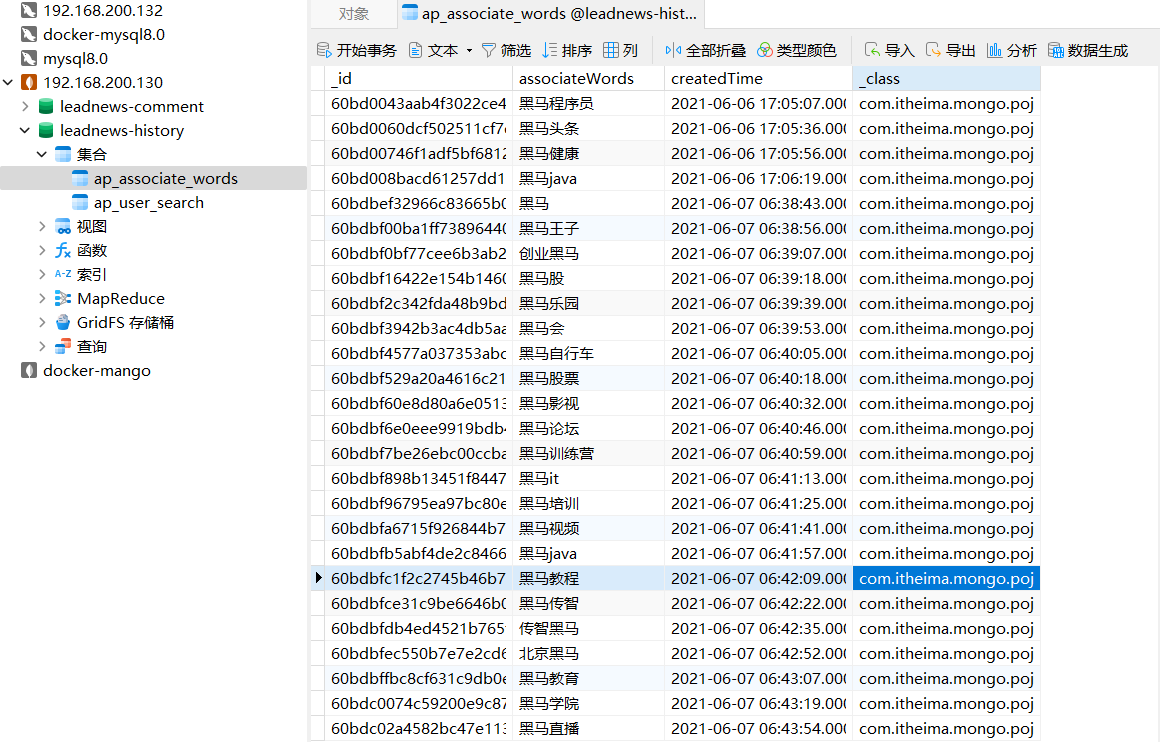 192.168.200.132
docker-mysql8.0
mysql8.0
192.168.200.130
leadnews-comment
leadnews-history
集合
ap_associate_words
ap_user_search
视图
函数
A-Z 索引
MapReduce
GridFS 存储桶
查询
docker-mango
对象 ap_associate_words @leadnews-hist...
开始事务 文本 筛选 排序 列 全部折叠 类型颜色 导入 导出 分析 数据生成
_id associateWords createdTime _class
60bd0043aab4f3022ce4 黑马程序员 2021-06-06 17:05:07.000 com.itheima.mongo.poj
60bd0060dcf502511cf7 黑马头条 2021-06-06 17:05:36.000 com.itheima.mongo.poj
60bd00746f1adf5bf6812 黑马健康 2021-06-06 17:05:56.000 com.itheima.mongo.poj
60bd008bacd61257dd1 黑马java 2021-06-06 17:06:19.000 com.itheima.mongo.poj
60bdbef32966c83665b0 黑马 2021-06-07 06:38:43.000 com.itheima.mongo.poj
60bdbf00ba1ff73896440 黑马王子 2021-06-07 06:38:56.000 com.itheima.mongo.poj
60bdbf0bf77cee6b3ab2 创业黑马 2021-06-07 06:39:07.000 com.itheima.mongo.poj
60bdbf16422e154b1460 黑马股 2021-06-07 06:39:18.000 com.itheima.mongo.poj
60bdbf2c342fda48b9bd 黑马乐园 2021-06-07 06:39:39.000 com.itheima.mongo.poj
60bdbf3942b3ac4db5aa 黑马会 2021-06-07 06:39:53.000 com.itheima.mongo.poj
60bdbf4577a037353abc 黑马自行车 2021-06-07 06:40:05.000 com.itheima.mongo.poj
60bdbf529a20a4616c21 黑马股票 2021-06-07 06:40:18.000 com.itheima.mongo.poj
60bdbf60e8d80a6e0513 黑马影视 2021-06-07 06:40:32.000 com.itheima.mongo.poj
60bdbf6e0eee9919bdb4 黑马论坛 2021-06-07 06:40:46.000 com.itheima.mongo.poj
60bdbf7be26ebc00ccba 黑马训练营 2021-06-07 06:40:59.000 com.itheima.mongo.poj
60bdbf898b13451f8447 黑马it 2021-06-07 06:41:13.000 com.itheima.mongo.poj
60bdbf96795ea97bc80e 黑马培训 2021-06-07 06:41:25.000 com.itheima.mongo.poj
60bdbfa6715f926844b7 黑马视频 2021-06-07 06:41:41.000 com.itheima.mongo.poj
60bdbfb5abf4de2c8466 黑马java 2021-06-07 06:41:57.000 com.itheima.mongo.poj
60bdbfc1f2c2745b46b7 黑马教程 2021-06-07 06:42:09.000 com.itheima.mongo.poj
60bdbfce31c9be6646b0 黑马传智 2021-06-07 06:42:22.000 com.itheima.mongo.poj
60bdbfdb4ed4521b765 传智黑马 2021-06-07 06:42:35.000 com.itheima.mongo.poj
60bdbfec550b7e7e2cd6 北京黑马 2021-06-07 06:42:52.000 com.itheima.mongo.poj
60bdbffbc8cf631c9db0e 黑马教育 2021-06-07 06:43:07.000 com.itheima.mongo.poj
60bdc0074c59200e9c87 黑马学院 2021-06-07 06:43:19.000 com.itheima.mongo.poj
60bdc02a4582bc47e113 黑马直播 2021-06-07 06:43:54.000 com.itheima.mongo.poj